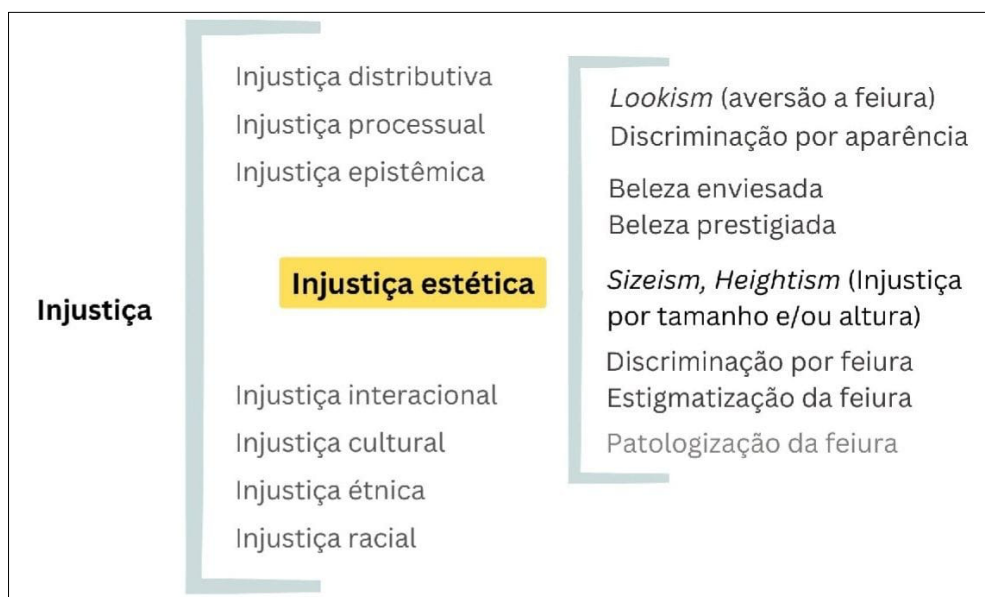 Injustiça
Injustiça distributiva
Injustiça processual
Injustiça epistêmica
Injustiça estética
Injustiça interacional
Injustiça cultural
Injustiça étnica
Injustiça racial
Lookism (aversão a feiura)
Discriminação por aparência
Beleza enviesada
Beleza prestigiada
Sizeism, Heightism (Injustiça
por tamanho e/ou altura)
Discriminação por feiura
Estigmatização da feiura
Patologização da feiura